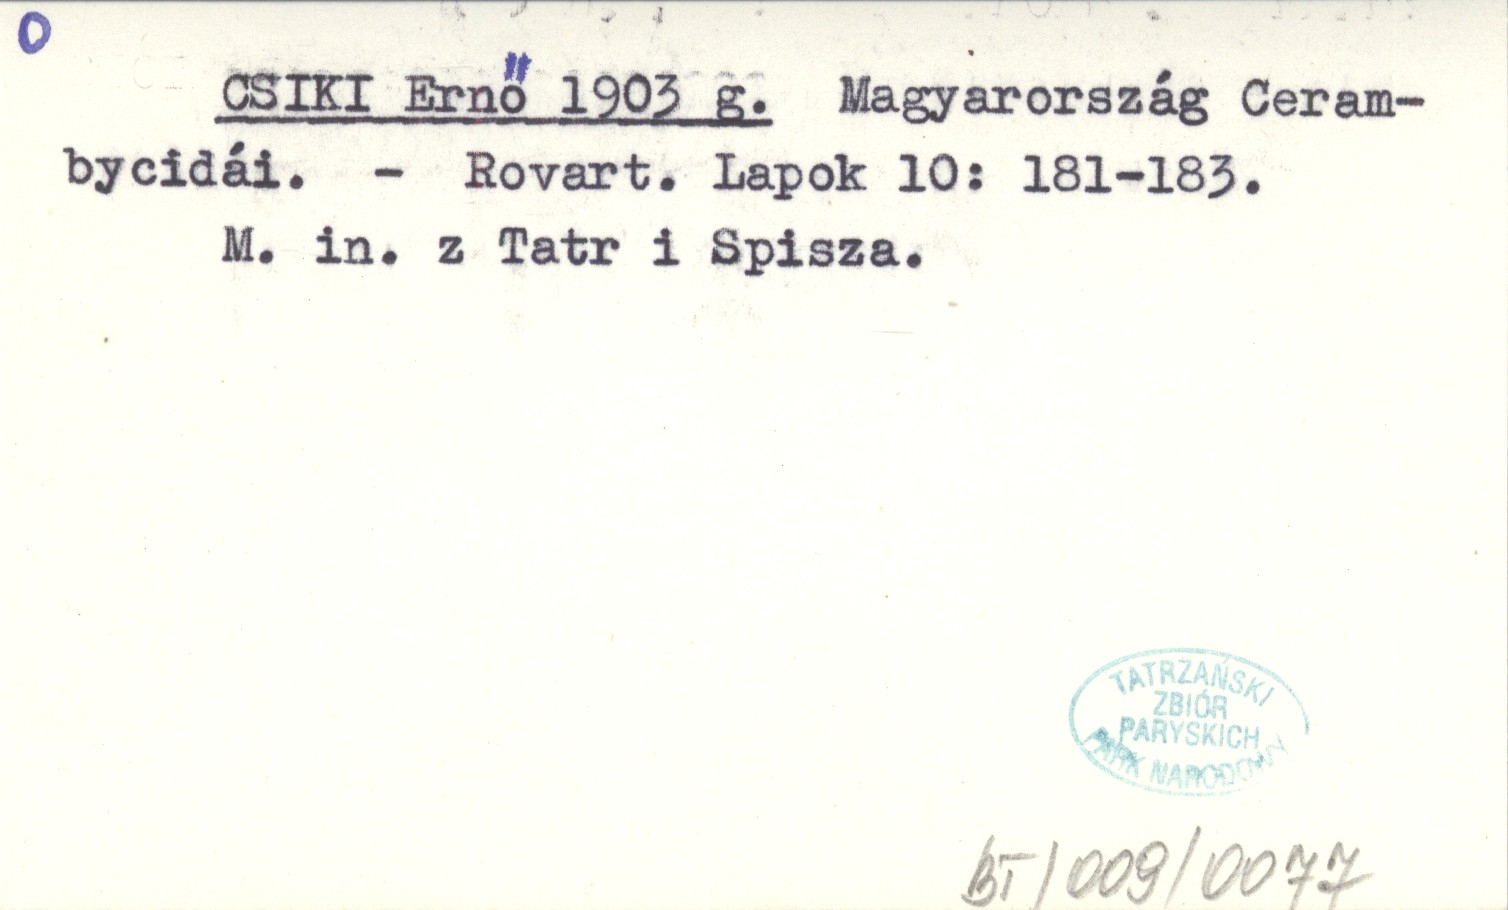 O
CSIKI Ernő 1903 g. Magyarország Ceram-
bycidái. - Rovart. Lapok 10: 181-183.
M. in. z Tatr i Spisza.
TATRZAŃSKI
ZBIÓR
PARYSKICH
PARK NARODOWY
BT/009/0077